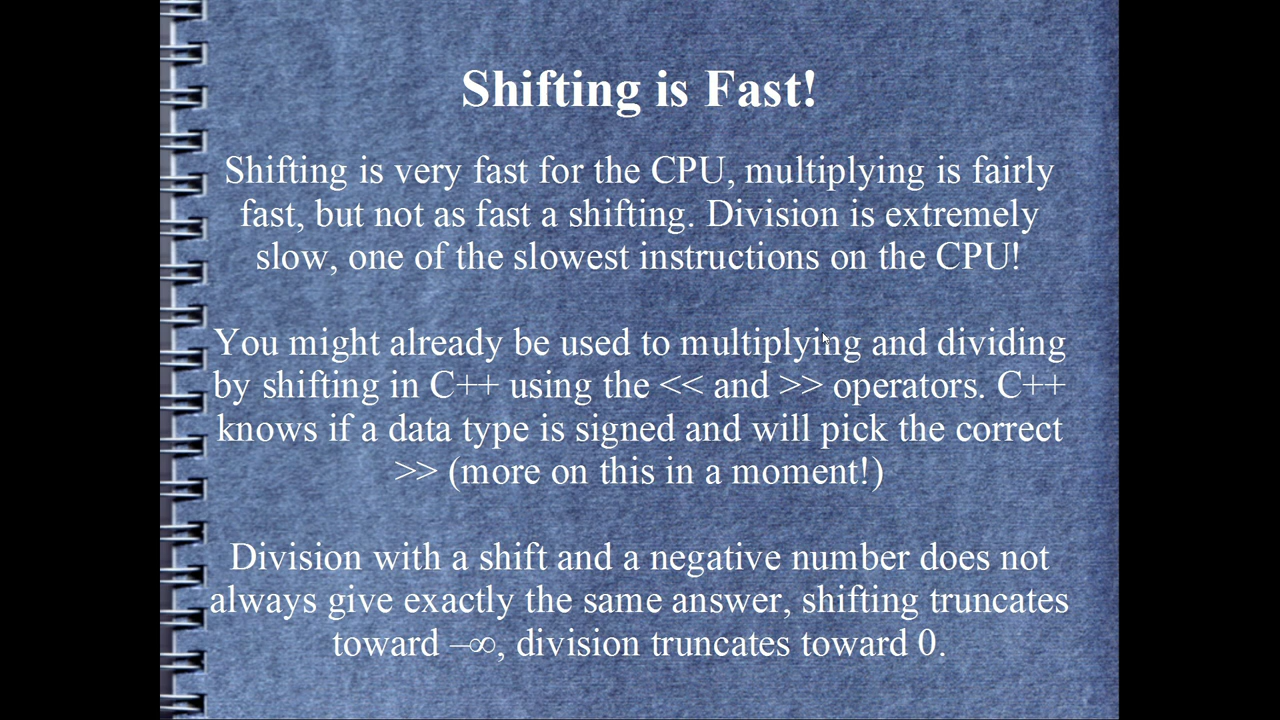 Shifting is Fast!
Shifting is very fast for the CPU, multiplying is fairly
fast, but not as fast a shifting. Division is extremely
slow, one of the slowest instructions on the CPU!
You might already be used to multiplying and dividing
by shifting in C++ using the << and >> operators. C++
knows if a data type is signed and will pick the correct
>> (more on this in a moment!)
Division with a shift and a negative number does not
always give exactly the same answer, shifting truncates
toward –∞, division truncates toward 0.